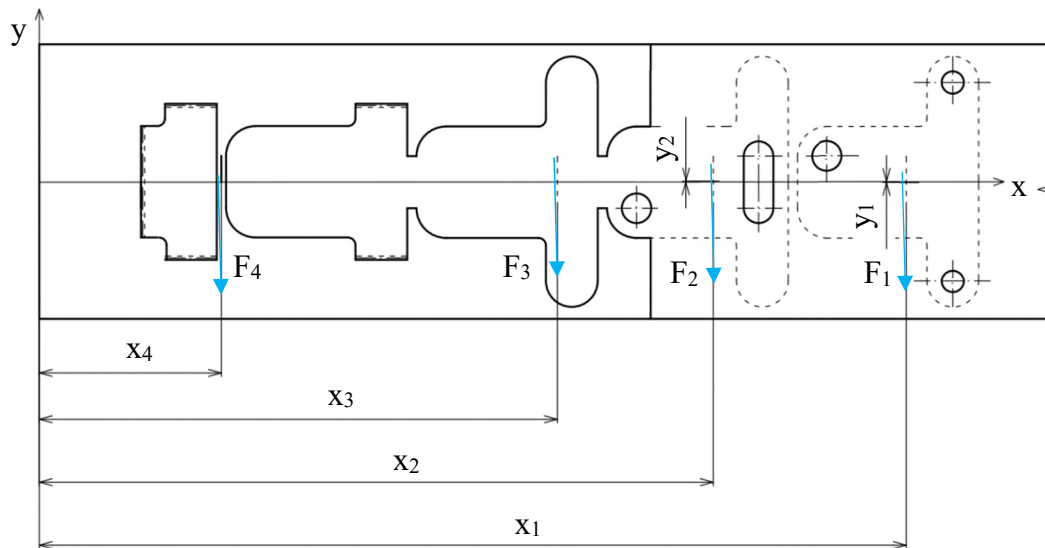 y
y₂
x
y₁
F₄
F₃
F₂
F₁
x₄
x₃
x₂
x₁